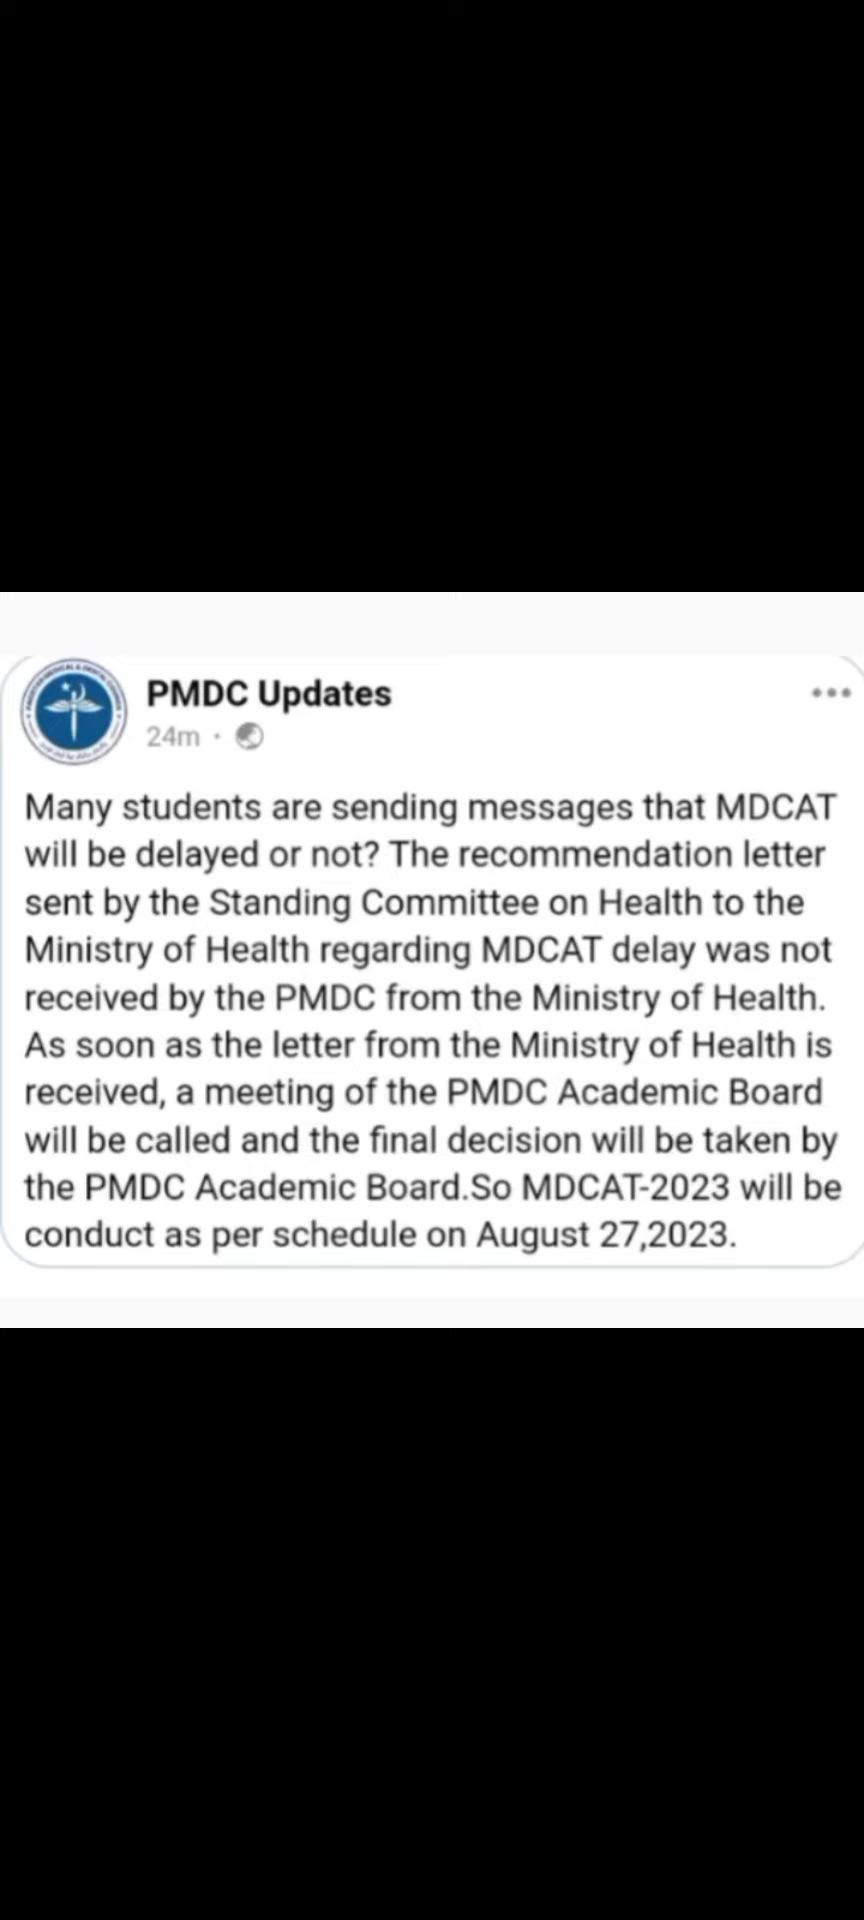 PMDC Updates
24m ·
Many students are sending messages that MDCAT
will be delayed or not? The recommendation letter
sent by the Standing Committee on Health to the
Ministry of Health regarding MDCAT delay was not
received by the PMDC from the Ministry of Health.
As soon as the letter from the Ministry of Health is
received, a meeting of the PMDC Academic Board
will be called and the final decision will be taken by
the PMDC Academic Board.So MDCAT-2023 will be
conduct as per schedule on August 27,2023.